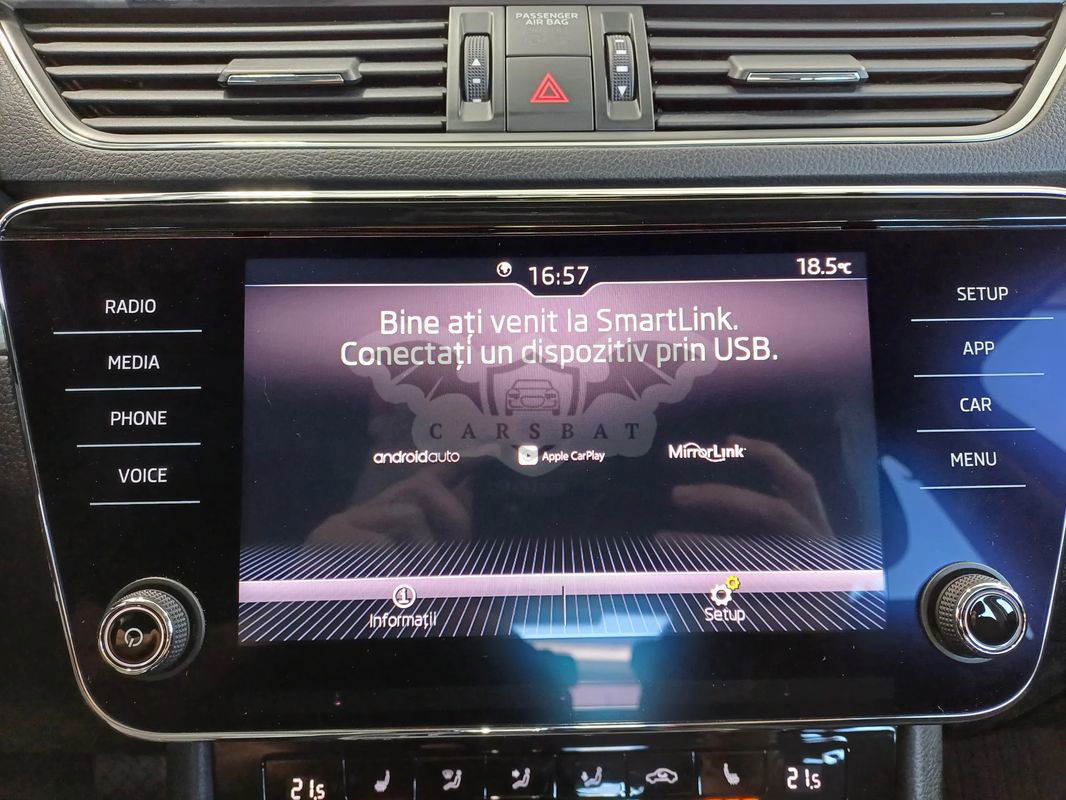 PASSENGER
AIR BAG
16:57
18.5°C
RADIO
MEDIA
PHONE
VOICE
Bine ați venit la SmartLink.
Conectați un dispozitiv prin USB.
CARSBAT
androidauto
Apple CarPlay
MirrorLink
Informații
Setup
SETUP
APP
CAR
MENU
21.5
21.5